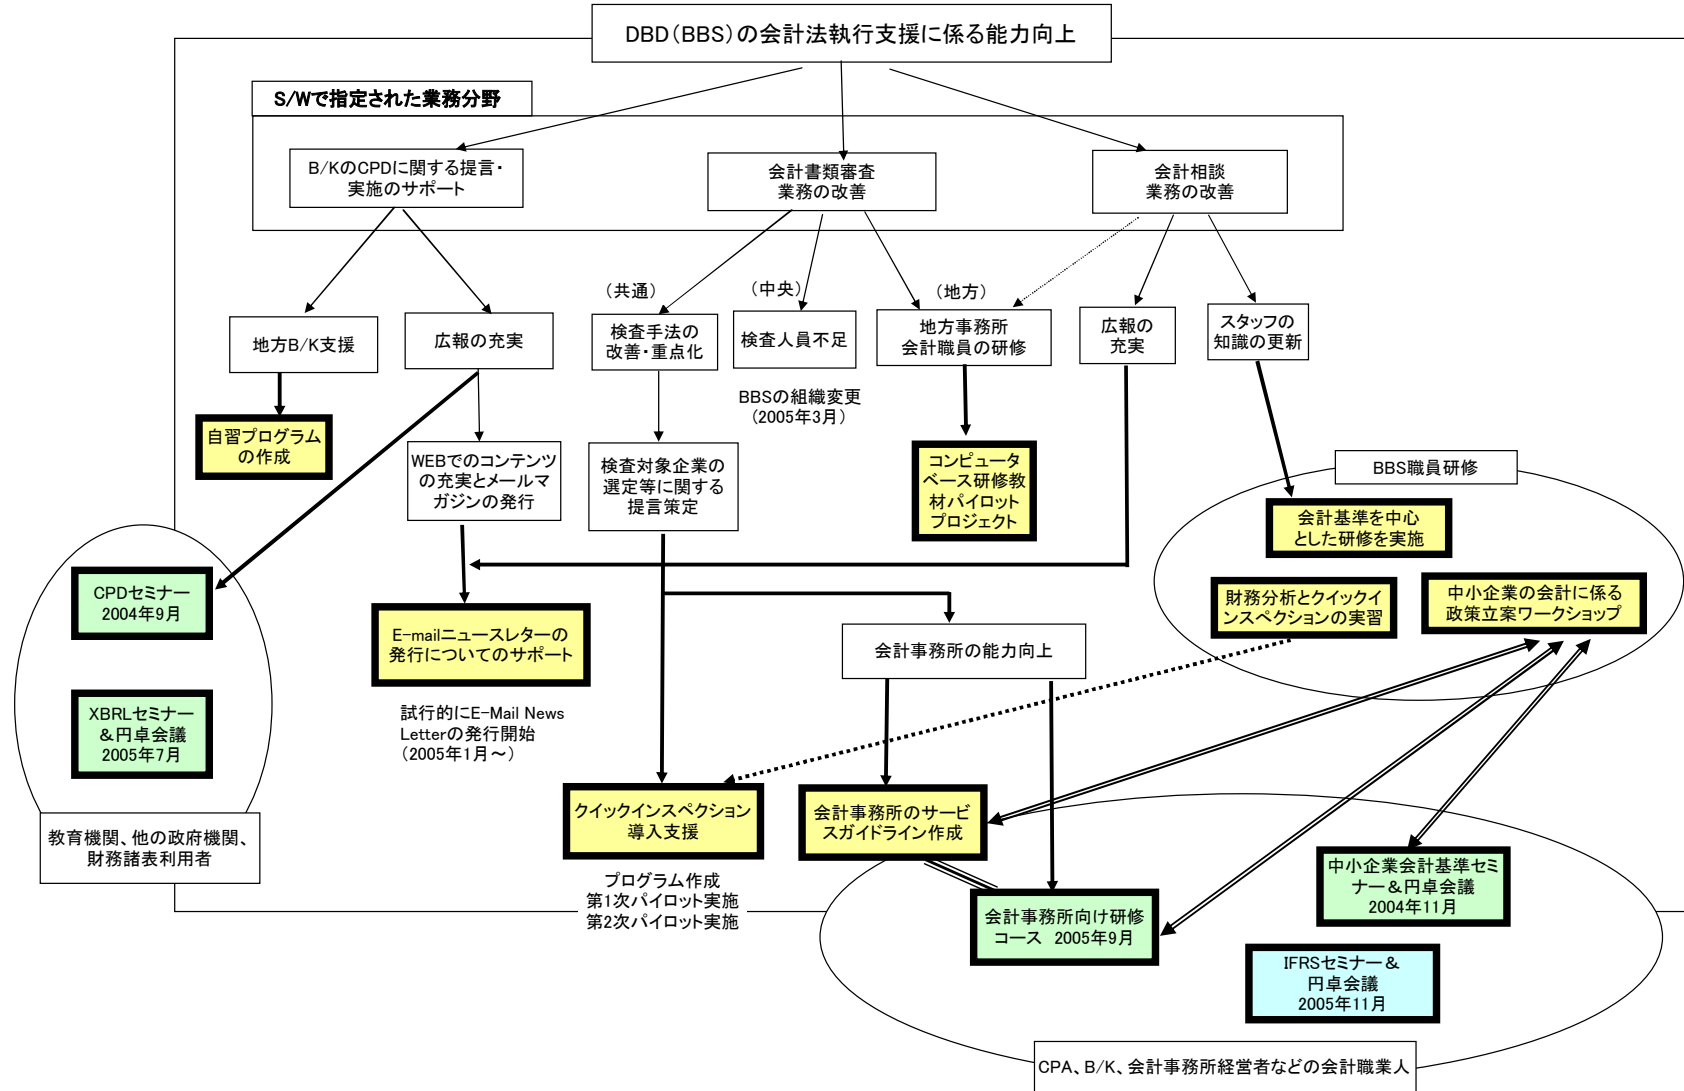 DBD（BBS）の会計法執行支援に係る能力向上
S/Wで指定された業務分野
B/KのCPDに関する提言・
実施のサポート
会計書類審査
業務の改善
会計相談
業務の改善
（共通）
（中央）
（地方）
地方B/K支援
広報の充実
検査手法の
改善・重点化
検査人員不足
地方事務所
会計職員の研修
広報の
充実
スタッフの
知識の更新
BBSの組織変更
（2005年3月）
自習プログラム
の作成
WEBでのコンテンツ
の充実とメールマ
ガジンの発行
検査対象企業の
選定等に関する
提言策定
コンピュータ
ベース研修教
材パイロット
プロジェクト
BBS職員研修
会計基準を中心
とした研修を実施
CPDセミナー
2004年9月
財務分析とクイックイ
ンスペクションの実習
中小企業の会計に係る
政策立案ワークショップ
E-mailニュースレターの
発行についてのサポート
会計事務所の能力向上
XBRLセミナー
＆円卓会議
2005年7月
試行的にE-Mail News
Letterの発行開始
（2005年1月～）
クイックインスペクション
導入支援
会計事務所のサービ
スガイドライン作成
教育機関、他の政府機関、
財務諸表利用者
中小企業会計基準セミ
ナー＆円卓会議
2004年11月
プログラム作成
第1次パイロット実施
第2次パイロット実施
会計事務所向け研修
コース 2005年9月
IFRSセミナー＆
円卓会議
2005年11月
CPA、B/K、会計事務所経営者などの会計職業人